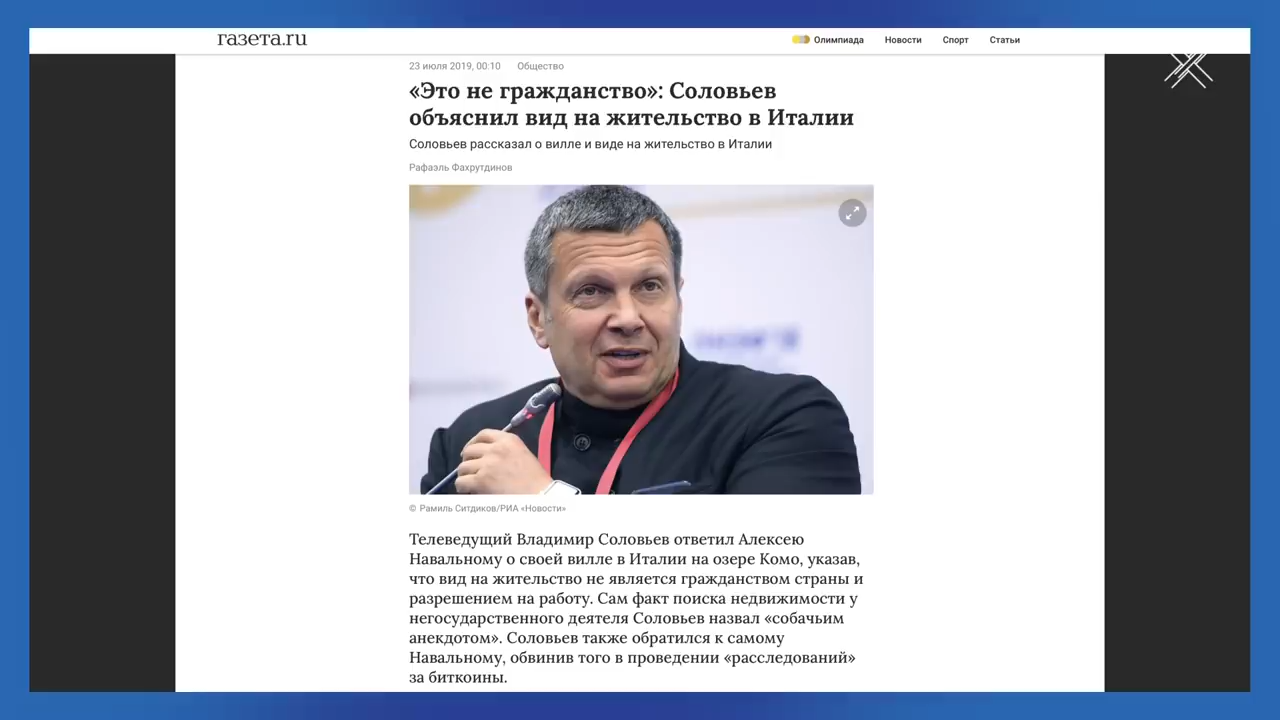 газета.ru
Олимпиада Новости Спорт Статьи
23 июля 2019, 00:10 Общество
«Это не гражданство»: Соловьев
объяснил вид на жительство в Италии
Соловьев рассказал о вилле и виде на жительство в Италии
Рафаэль Фахрутдинов
© Рамиль Ситдиков/РИА «Новости»
Телеведущий Владимир Соловьев ответил Алексею
Навальному о своей вилле в Италии на озере Комо, указав,
что вид на жительство не является гражданством страны и
разрешением на работу. Сам факт поиска недвижимости у
негосударственного деятеля Соловьев назвал «собачьим
анекдотом». Соловьев также обратился к самому
Навальному, обвинив того в проведении «расследований»
за биткоины.